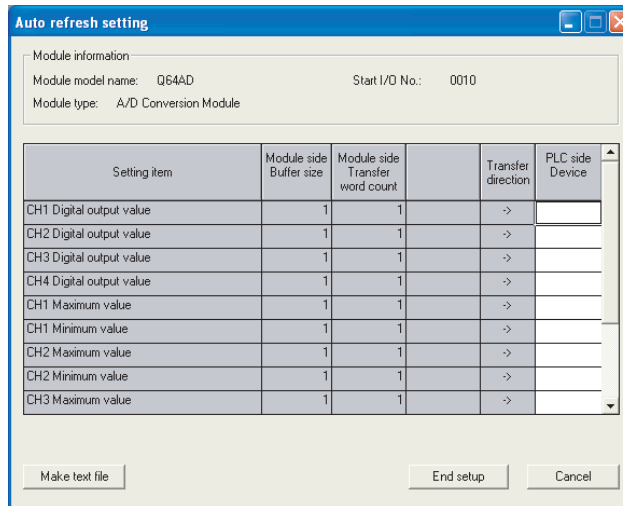 Auto refresh setting
Module information
Module model name: Q64AD Start I/O No.: 0010
Module type: A/D Conversion Module
Setting item Module side Buffer size Module side Transfer word count Transfer direction PLC side Device
CH1 Digital output value 1 1 ->
CH2 Digital output value 1 1 ->
CH3 Digital output value 1 1 ->
CH4 Digital output value 1 1 ->
CH1 Maximum value 1 1 ->
CH1 Minimum value 1 1 ->
CH2 Maximum value 1 1 ->
CH2 Minimum value 1 1 ->
CH3 Maximum value 1 1 ->
Make text file End setup Cancel